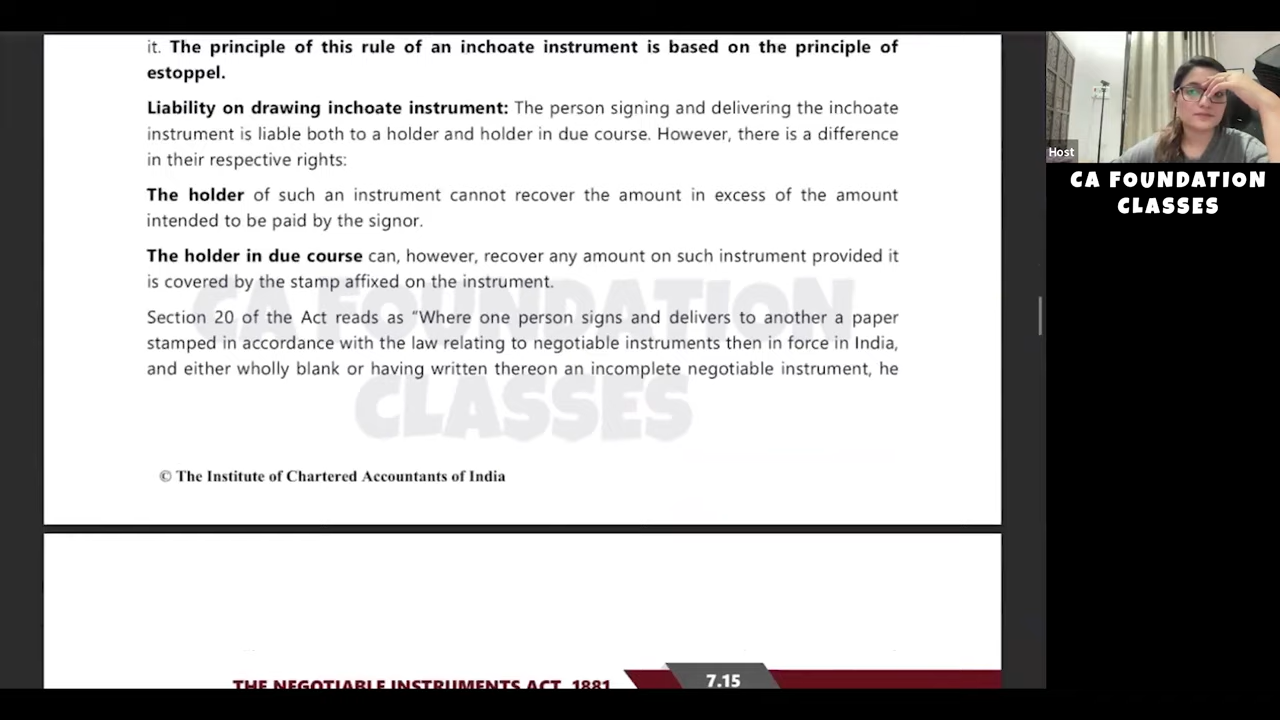 it. The principle of this rule of an inchoate instrument is based on the principle of
estoppel.
Liability on drawing inchoate instrument: The person signing and delivering the inchoate
instrument is liable both to a holder and holder in due course. However, there is a difference
in their respective rights:
The holder of such an instrument cannot recover the amount in excess of the amount
intended to be paid by the signor.
The holder in due course can, however, recover any amount on such instrument provided it
is covered by the stamp affixed on the instrument.
Section 20 of the Act reads as “Where one person signs and delivers to another a paper
stamped in accordance with the law relating to negotiable instruments then in force in India,
and either wholly blank or having written thereon an incomplete negotiable instrument, he
CA FOUNDATION
CLASSES
© The Institute of Chartered Accountants of India
THE NEGOTIABLE INSTRUMENTS ACT, 1881
7.15
Host
CA FOUNDATION
CLASSES